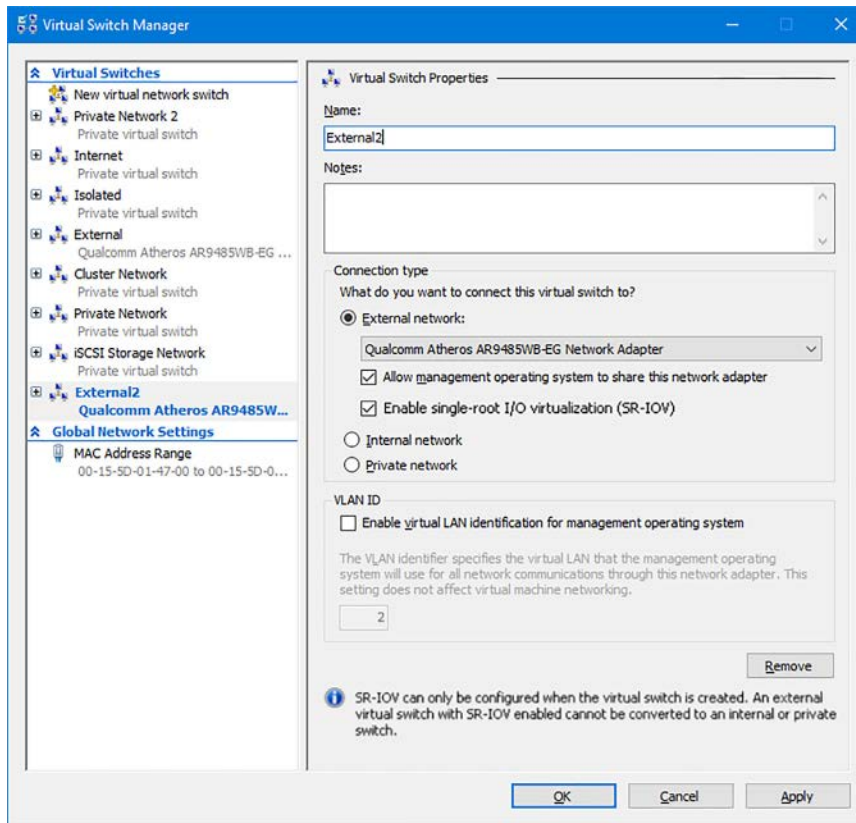 Virtual Switch Manager
Virtual Switches
New virtual network switch
Private Network 2
Private virtual switch
Internet
Private virtual switch
Isolated
Private virtual switch
External
Qualcomm Atheros AR9485WB-EG ...
Cluster Network
Private virtual switch
Private Network
Private virtual switch
iSCSI Storage Network
Private virtual switch
External2
Qualcomm Atheros AR9485W...
Global Network Settings
MAC Address Range
00-15-5D-01-47-00 to 00-15-5D-0...
Virtual Switch Properties
Name:
External2
Notes:
Connection type
What do you want to connect this virtual switch to?
External network:
Qualcomm Atheros AR9485WB-EG Network Adapter
Allow management operating system to share this network adapter
Enable single-root I/O virtualization (SR-IOV)
Internal network
Private network
VLAN ID
Enable virtual LAN identification for management operating system
The VLAN identifier specifies the virtual LAN that the management operating
system will use for all network communications through this network adapter. This
setting does not affect virtual machine networking.
2
Remove
SR-IOV can only be configured when the virtual switch is created. An external
virtual switch with SR-IOV enabled cannot be converted to an internal or private
switch.
OK
Cancel
Apply